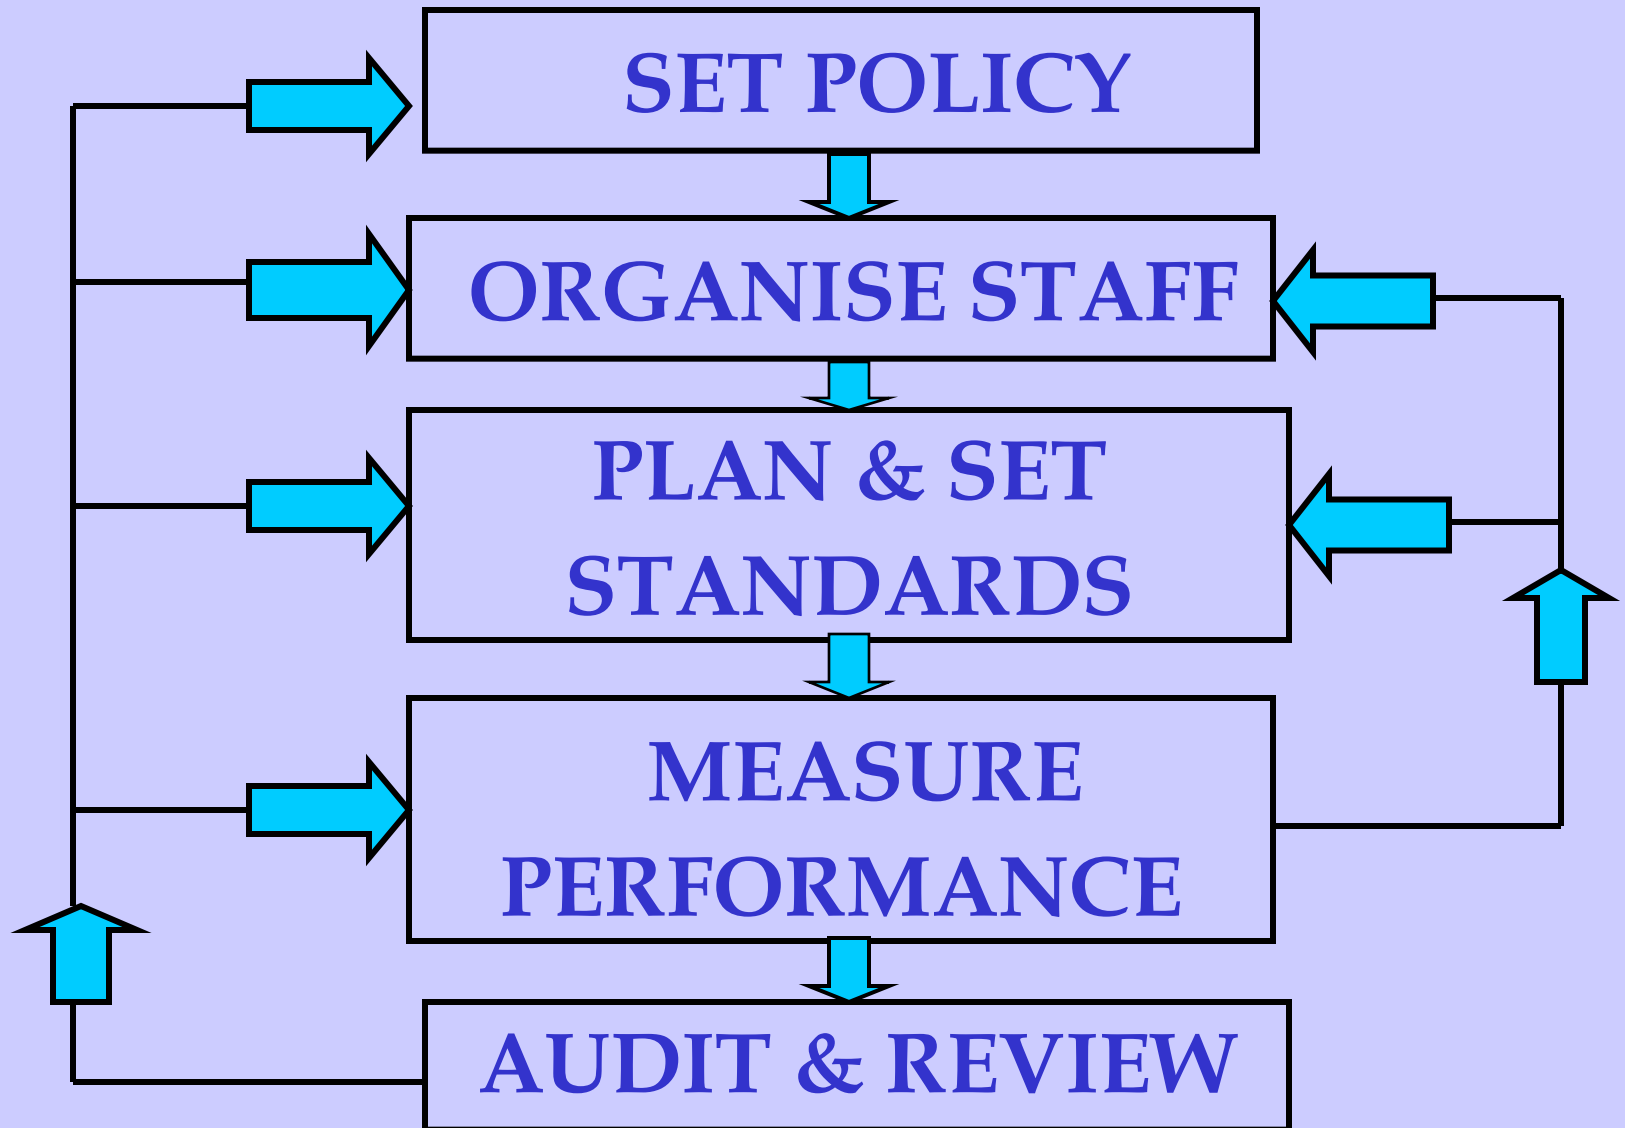 SET POLICY
ORGANISE STAFF
PLAN & SET
STANDARDS
MEASURE
PERFORMANCE
AUDIT & REVIEW